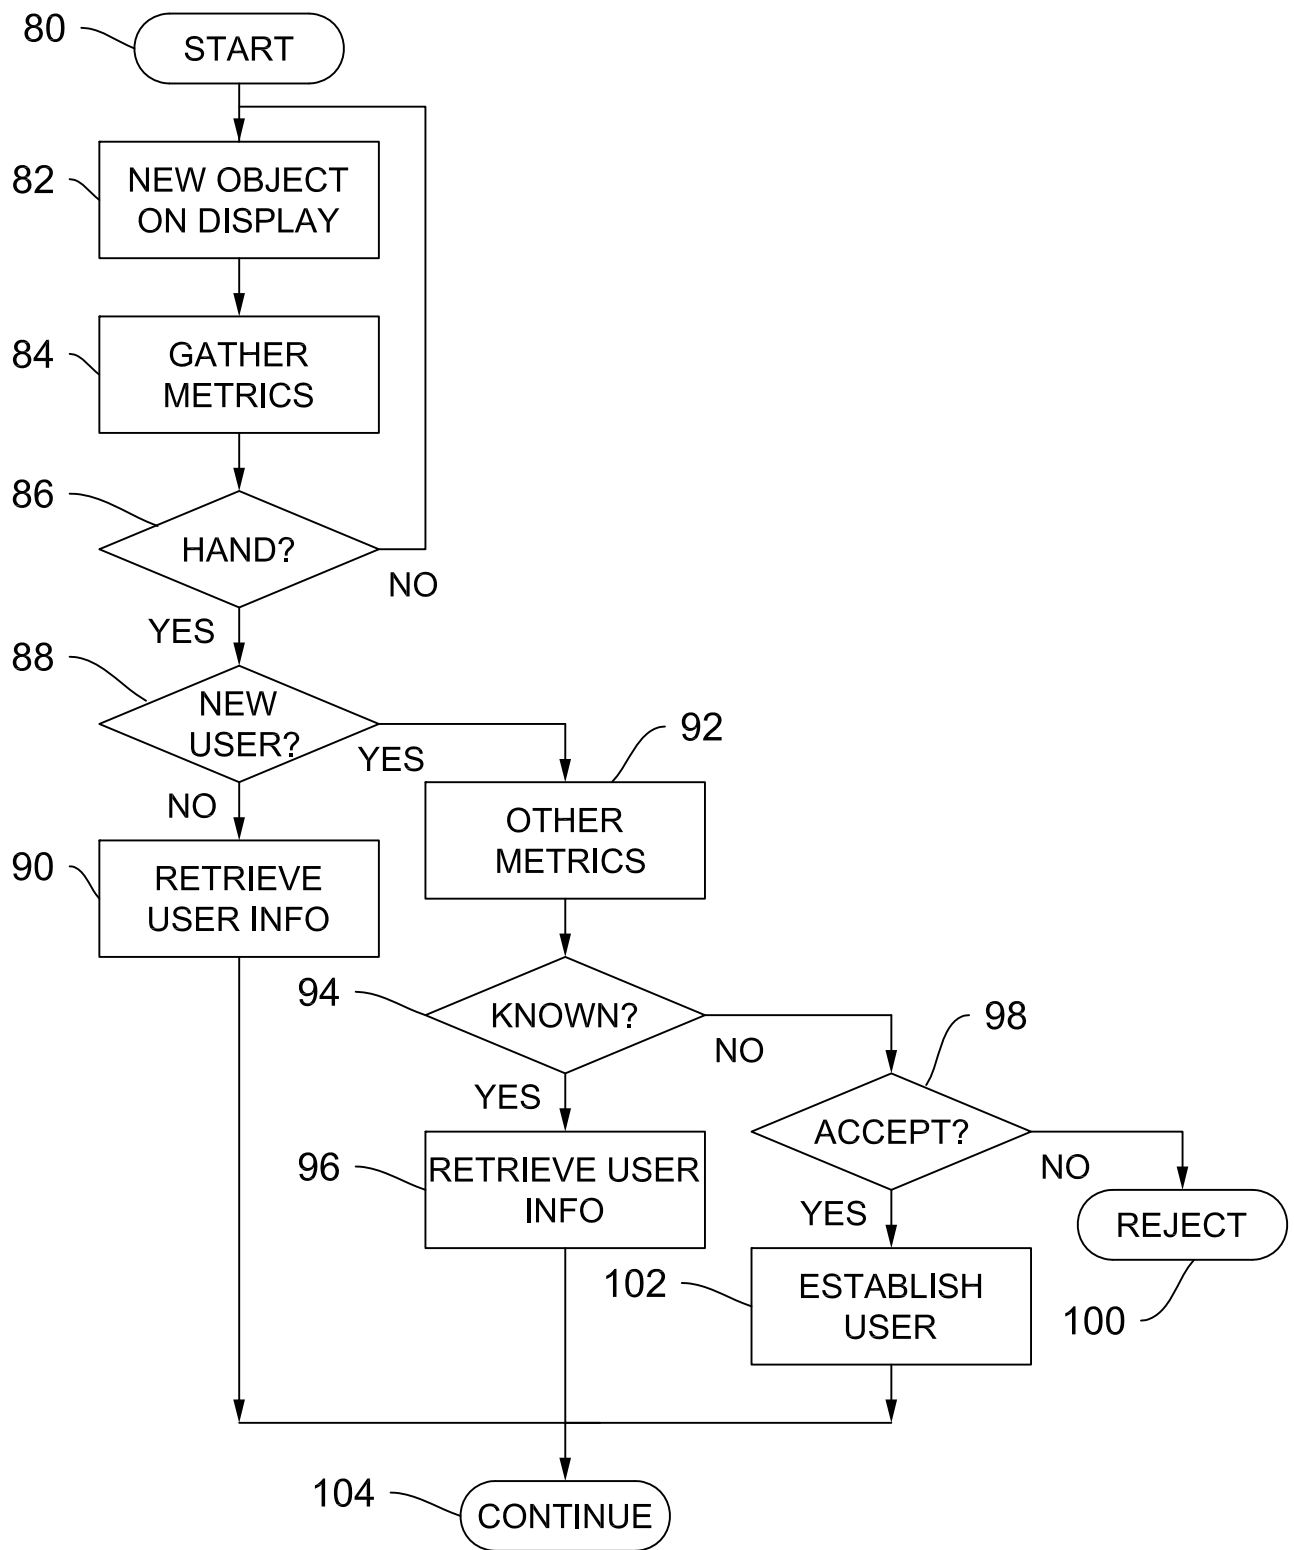 80
START
82
NEW OBJECT
ON DISPLAY
84
GATHER
METRICS
86
HAND?
NO
YES
88
NEW
USER?
YES
92
NO
OTHER
METRICS
90
RETRIEVE
USER INFO
94
KNOWN?
NO
98
YES
ACCEPT?
NO
96
RETRIEVE USER
INFO
YES
REJECT
100
102
ESTABLISH
USER
104
CONTINUE